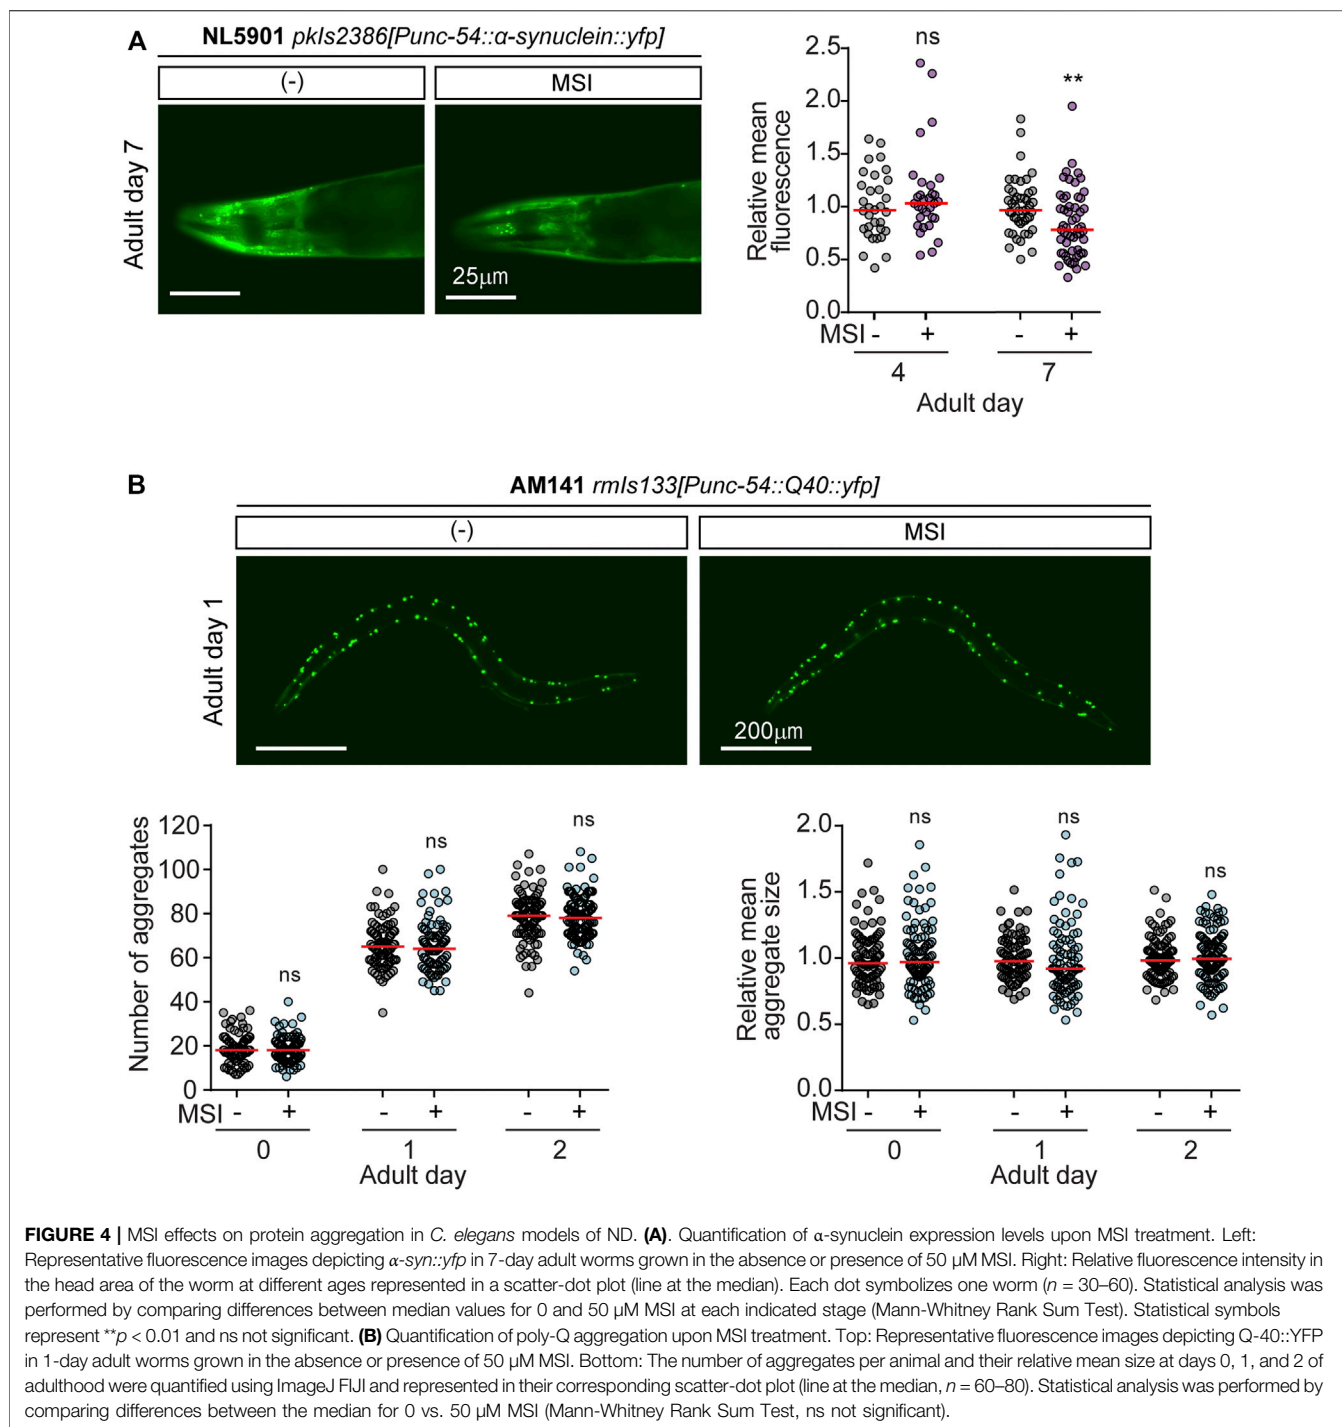 A
NL5901 pkIs2386[Punc-54::α-synuclein::yfp]
(-)
MSI
Adult day 7
25μm
Relative mean
fluorescence
2.5
2.0
1.5
1.0
0.5
0.0
ns
**
MSI - + - +
4 7
Adult day
B
AM141 rmIs133[Punc-54::Q40::yfp]
(-)
MSI
Adult day 1
200μm
Number of aggregates
120
100
80
60
40
20
0
ns
ns
ns
MSI - + - + - +
0 1 2
Adult day
Relative mean
aggregate size
2.0
1.5
1.0
0.5
0.0
ns
ns
ns
MSI - + - + - +
0 1 2
Adult day
FIGURE 4 | MSI effects on protein aggregation in C. elegans models of ND. (A). Quantification of α-synuclein expression levels upon MSI treatment. Left:
Representative fluorescence images depicting α-syn::yfp in 7-day adult worms grown in the absence or presence of 50 μM MSI. Right: Relative fluorescence intensity in
the head area of the worm at different ages represented in a scatter-dot plot (line at the median). Each dot symbolizes one worm (n = 30–60). Statistical analysis was
performed by comparing differences between median values for 0 and 50 μM MSI at each indicated stage (Mann-Whitney Rank Sum Test). Statistical symbols
represent **p < 0.01 and ns not significant. (B) Quantification of poly-Q aggregation upon MSI treatment. Top: Representative fluorescence images depicting Q-40::YFP
in 1-day adult worms grown in the absence or presence of 50 μM MSI. Bottom: The number of aggregates per animal and their relative mean size at days 0, 1, and 2 of
adulthood were quantified using ImageJ FIJI and represented in their corresponding scatter-dot plot (line at the median, n = 60–80). Statistical analysis was performed by
comparing differences between the median for 0 vs. 50 μM MSI (Mann-Whitney Rank Sum Test, ns not significant).